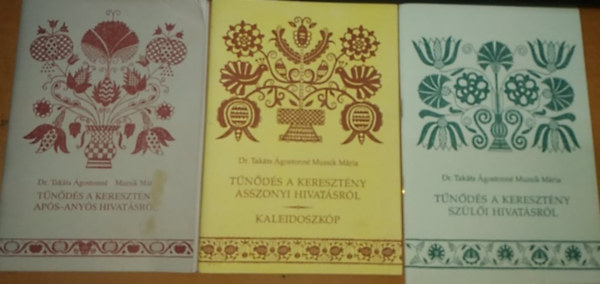 Dr. Takáts Ágostonné Muzsik Mária
TŰNŐDÉS A KERESZTÉNY
APÓS–ANYÓS HIVATÁSRÓL
Dr. Takáts Ágostonné Muzsik Mária
TŰNŐDÉS A KERESZTÉNY
ASSZONYI HIVATÁSRÓL
KALEIDOSZKÓP
Dr. Takáts Ágostonné Muzsik Mária
TŰNŐDÉS A KERESZTÉNY
SZÜLŐI HIVATÁSRÓL